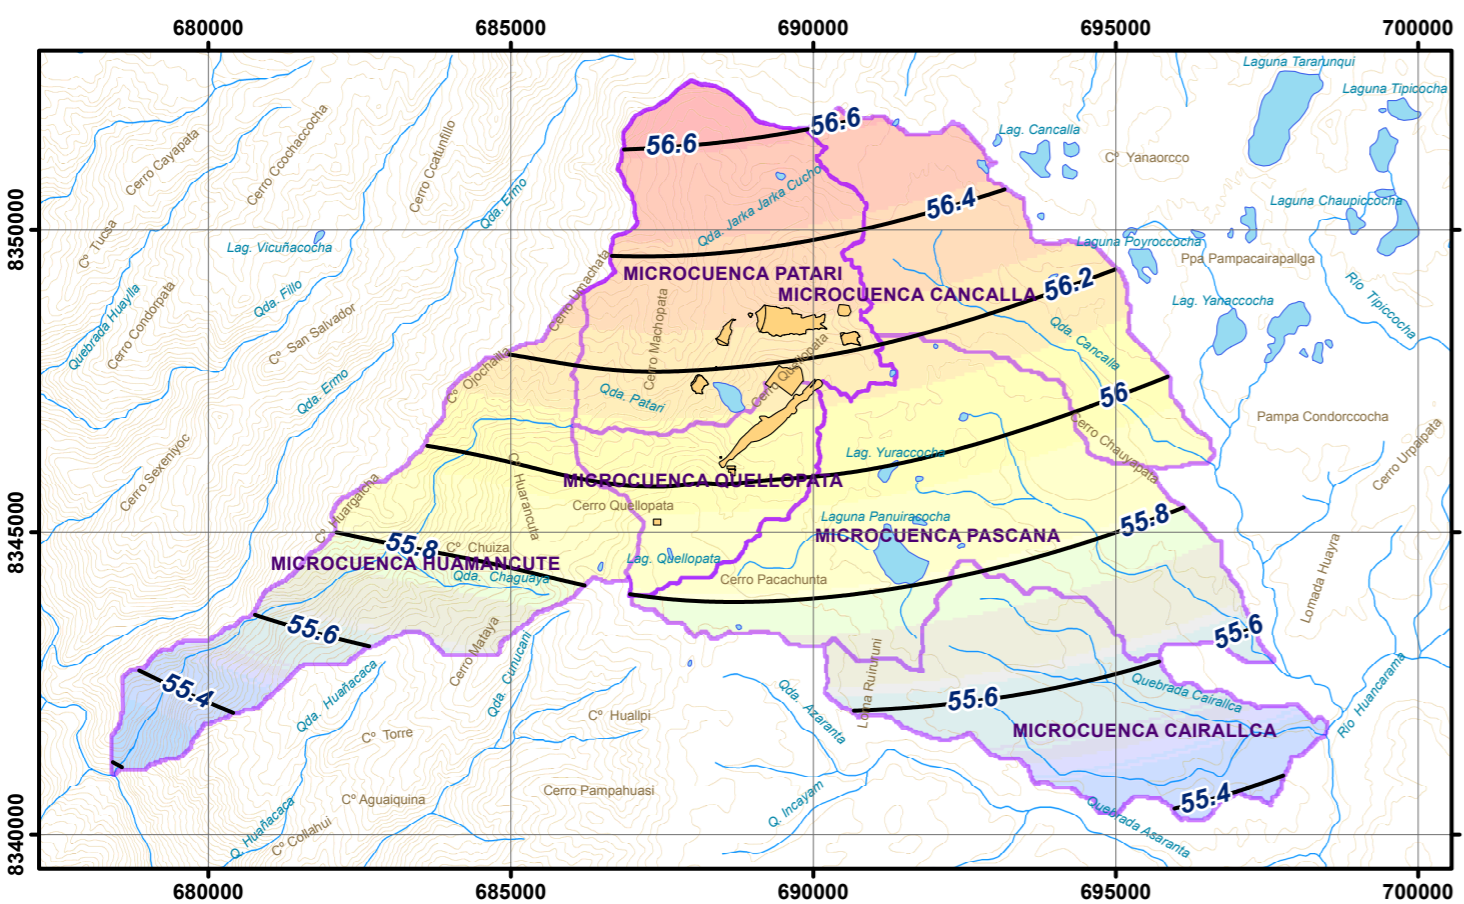 680000
685000
690000
695000
700000
Laguna Tararunqui
Laguna Tipicocha
56.6
56.6
Lag. Cancalla
Cº Yanaorcco
Cerro Cayapata
Cerro Ccochaccocha
Cerro Ccatunfillo
Qda. Ermo
Qda. Jarka Jarka Cucho
56.4
Laguna Chaupiccocha
8350000
Cº Tucsa
Lag. Vicuñacocha
Laguna Poyroccocha
Ppa Pampacairapallga
MICROCUENCA PATARI
MICROCUENCA CANCALLA
56.2
Cerro Umachata
Qda. Fillo
Quebrada Huaylla
Cerro Condorpata
Cº San Salvador
Lag. Yanaccocha
Rio Tipiccocha
Cerro Machopata
Qda. Cancalla
Cerro Quellopata
Cº Ojochailla
Qda. Ermo
Qda. Patari
56
Pampa Condorccocha
Cerro Chauyapata
Cerro Urpaipata
Cerro Sexeniyoc
Lag. Yuraccocha
MICROCUENCA QUELLOPATA
Cº Huarancuta
Cº Huargalcha
Cerro Quellopata
Laguna Panuirasocha
55.8
8345000
MICROCUENCA PASCANA
55.8
Cº Chuiza
MICROCUENCA HUAMANCUTE
Lag. Quellopata
Qda. Chaguaya
Cerro Pacachunta
Lomada Huayra
55.6
55.6
Cerro Mataya
Qda. Cunucani
Loma Ruiruruni
55.4
Qda. Huañacaca
Qda. Azaranta
55.6
Quebrada Cairallca
Rio Huancarama
Cº Huallpi
Cº Torre
MICROCUENCA CAIRALLCA
Cerro Pampahuasi
Cº Aguaiquina
Q. Incayam
55.4
Quebrada Asaranta
8340000
Q. Huañacaca
Cº Collahui
680000
685000
690000
695000
700000